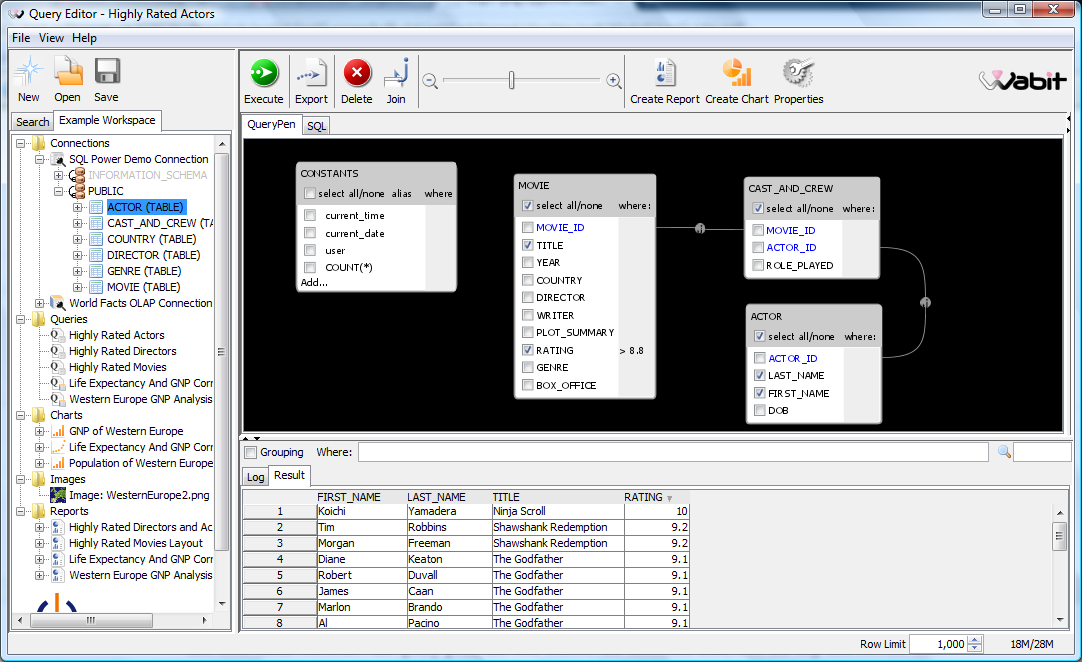 Query Editor - Highly Rated Actors
File View Help
New Open Save
Execute Export Delete Join Create Report Create Chart Properties
Wabit
Search Example Workspace
Connections
SQL Power Demo Connection
INFORMATION_SCHEMA
PUBLIC
ACTOR (TABLE)
CAST_AND_CREW (TA
COUNTRY (TABLE)
DIRECTOR (TABLE)
GENRE (TABLE)
MOVIE (TABLE)
World Facts OLAP Connection
Queries
Highly Rated Actors
Highly Rated Directors
Highly Rated Movies
Life Expectancy And GNP Corr
Western Europe GNP Analysis
Charts
GNP of Western Europe
Life Expectancy And GNP Corr
Population of Western Europe
Images
Image: WesternEurope2.png
Reports
Highly Rated Directors and Ac
Highly Rated Movies Layout
Life Expectancy And GNP Corr
Western Europe GNP Analysis
QueryPen SQL
CONSTANTS
select all/none alias where
current_time
current_date
user
COUNT(*)
Add...
MOVIE
select all/none where:
MOVIE_ID
TITLE
YEAR
COUNTRY
DIRECTOR
WRITER
PLOT_SUMMARY
RATING > 8.8
GENRE
BOX_OFFICE
CAST_AND_CREW
select all/none where:
MOVIE_ID
ACTOR_ID
ROLE_PLAYED
ACTOR
select all/none where:
ACTOR_ID
LAST_NAME
FIRST_NAME
DOB
Grouping Where:
Log Result
FIRST_NAME LAST_NAME TITLE RATING
1 Koichi Yamadera Ninja Scroll 10
2 Tim Robbins Shawshank Redemption 9.2
3 Morgan Freeman Shawshank Redemption 9.2
4 Diane Keaton The Godfather 9.1
5 Robert Duvall The Godfather 9.1
6 James Caan The Godfather 9.1
7 Marlon Brando The Godfather 9.1
8 Al Pacino The Godfather 9.1
Row Limit 1,000 18M/28M